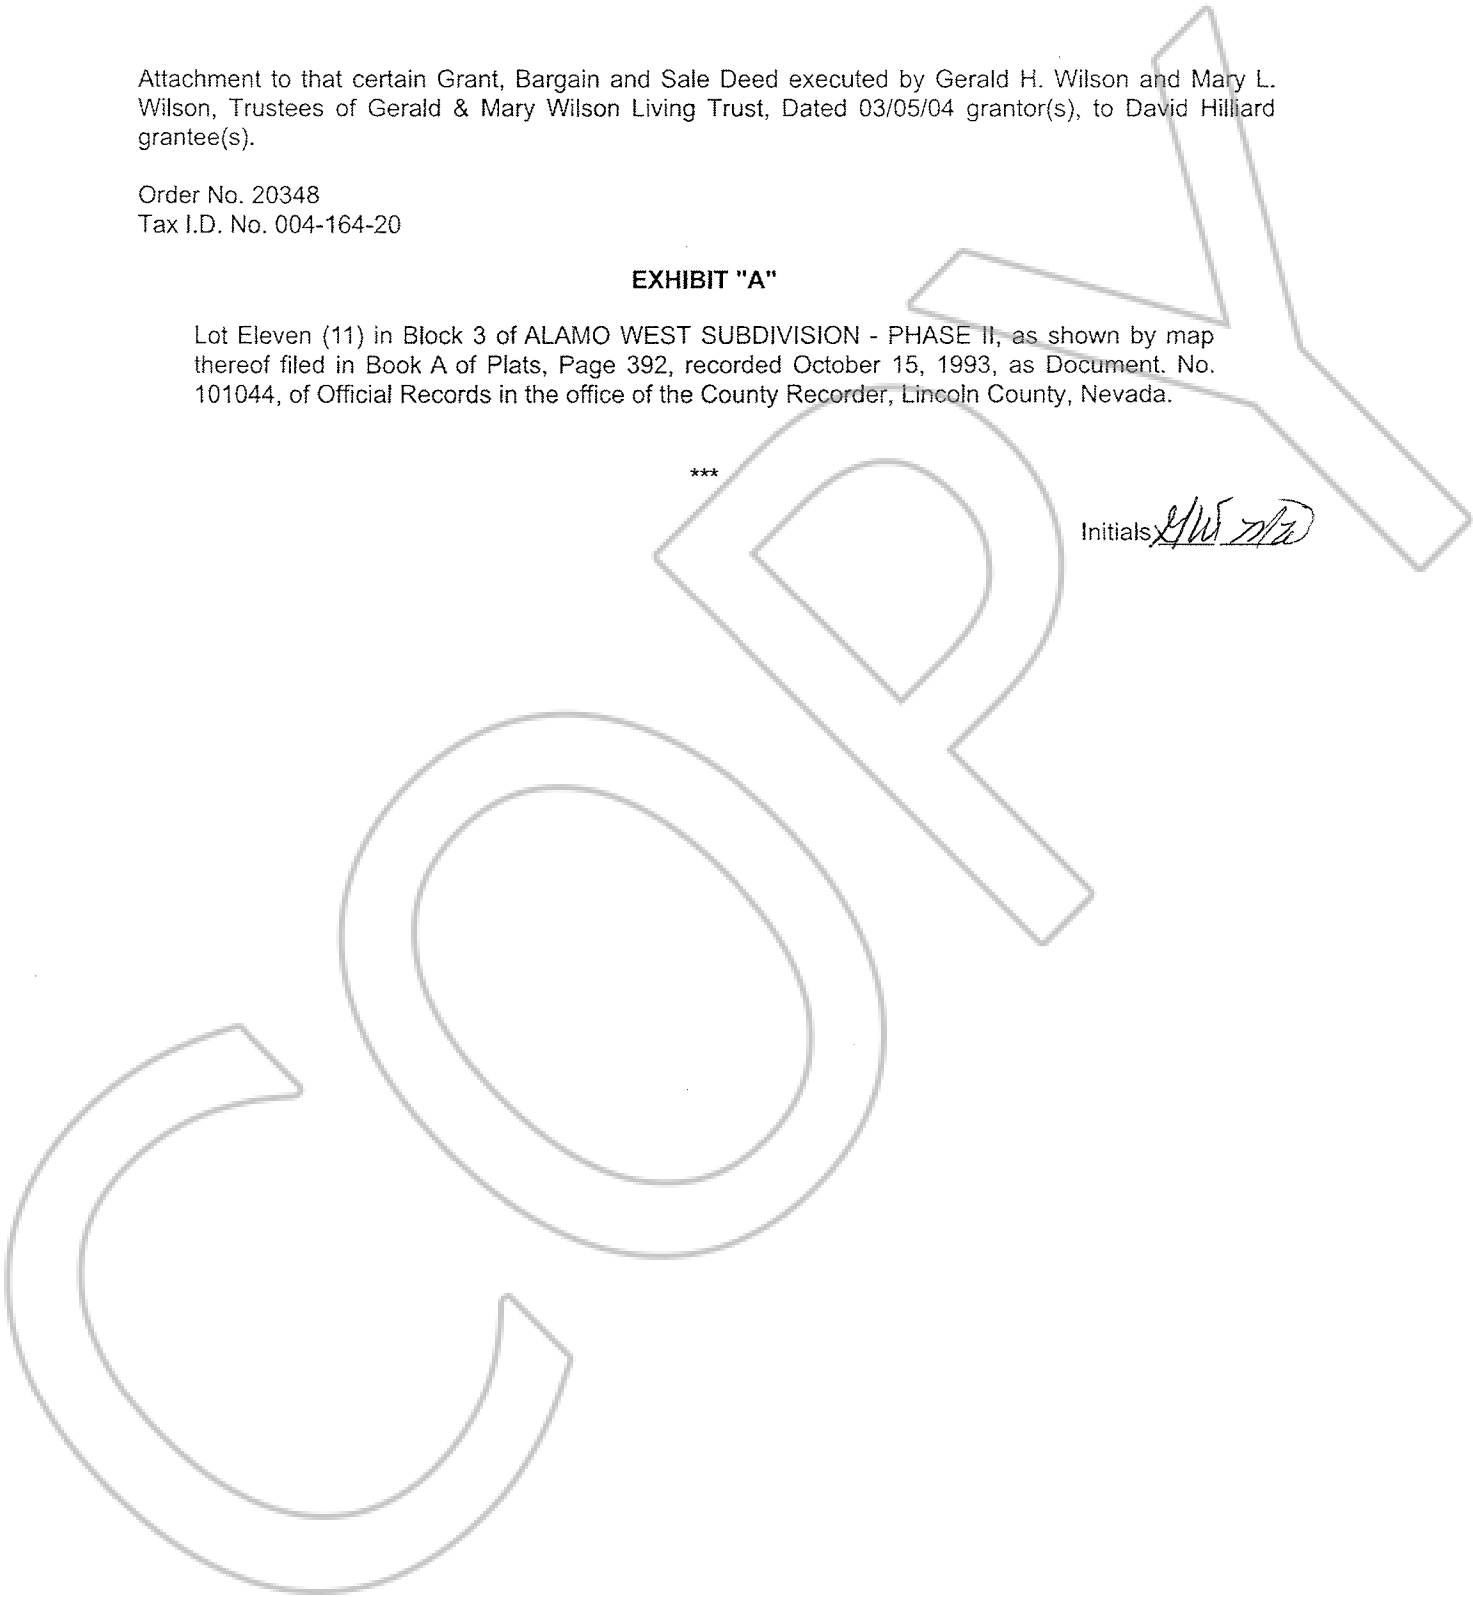 Attachment to that certain Grant, Bargain and Sale Deed executed by Gerald H. Wilson and Mary L.
Wilson, Trustees of Gerald & Mary Wilson Living Trust, Dated 03/05/04 grantor(s), to David Hilliard
grantee(s).
Order No. 20348
Tax I.D. No. 004-164-20
EXHIBIT "A"
Lot Eleven (11) in Block 3 of ALAMO WEST SUBDIVISION - PHASE II, as shown by map
thereof filed in Book A of Plats, Page 392, recorded October 15, 1993, as Document. No.
101044, of Official Records in the office of the County Recorder, Lincoln County, Nevada.
***
Initials
COPY